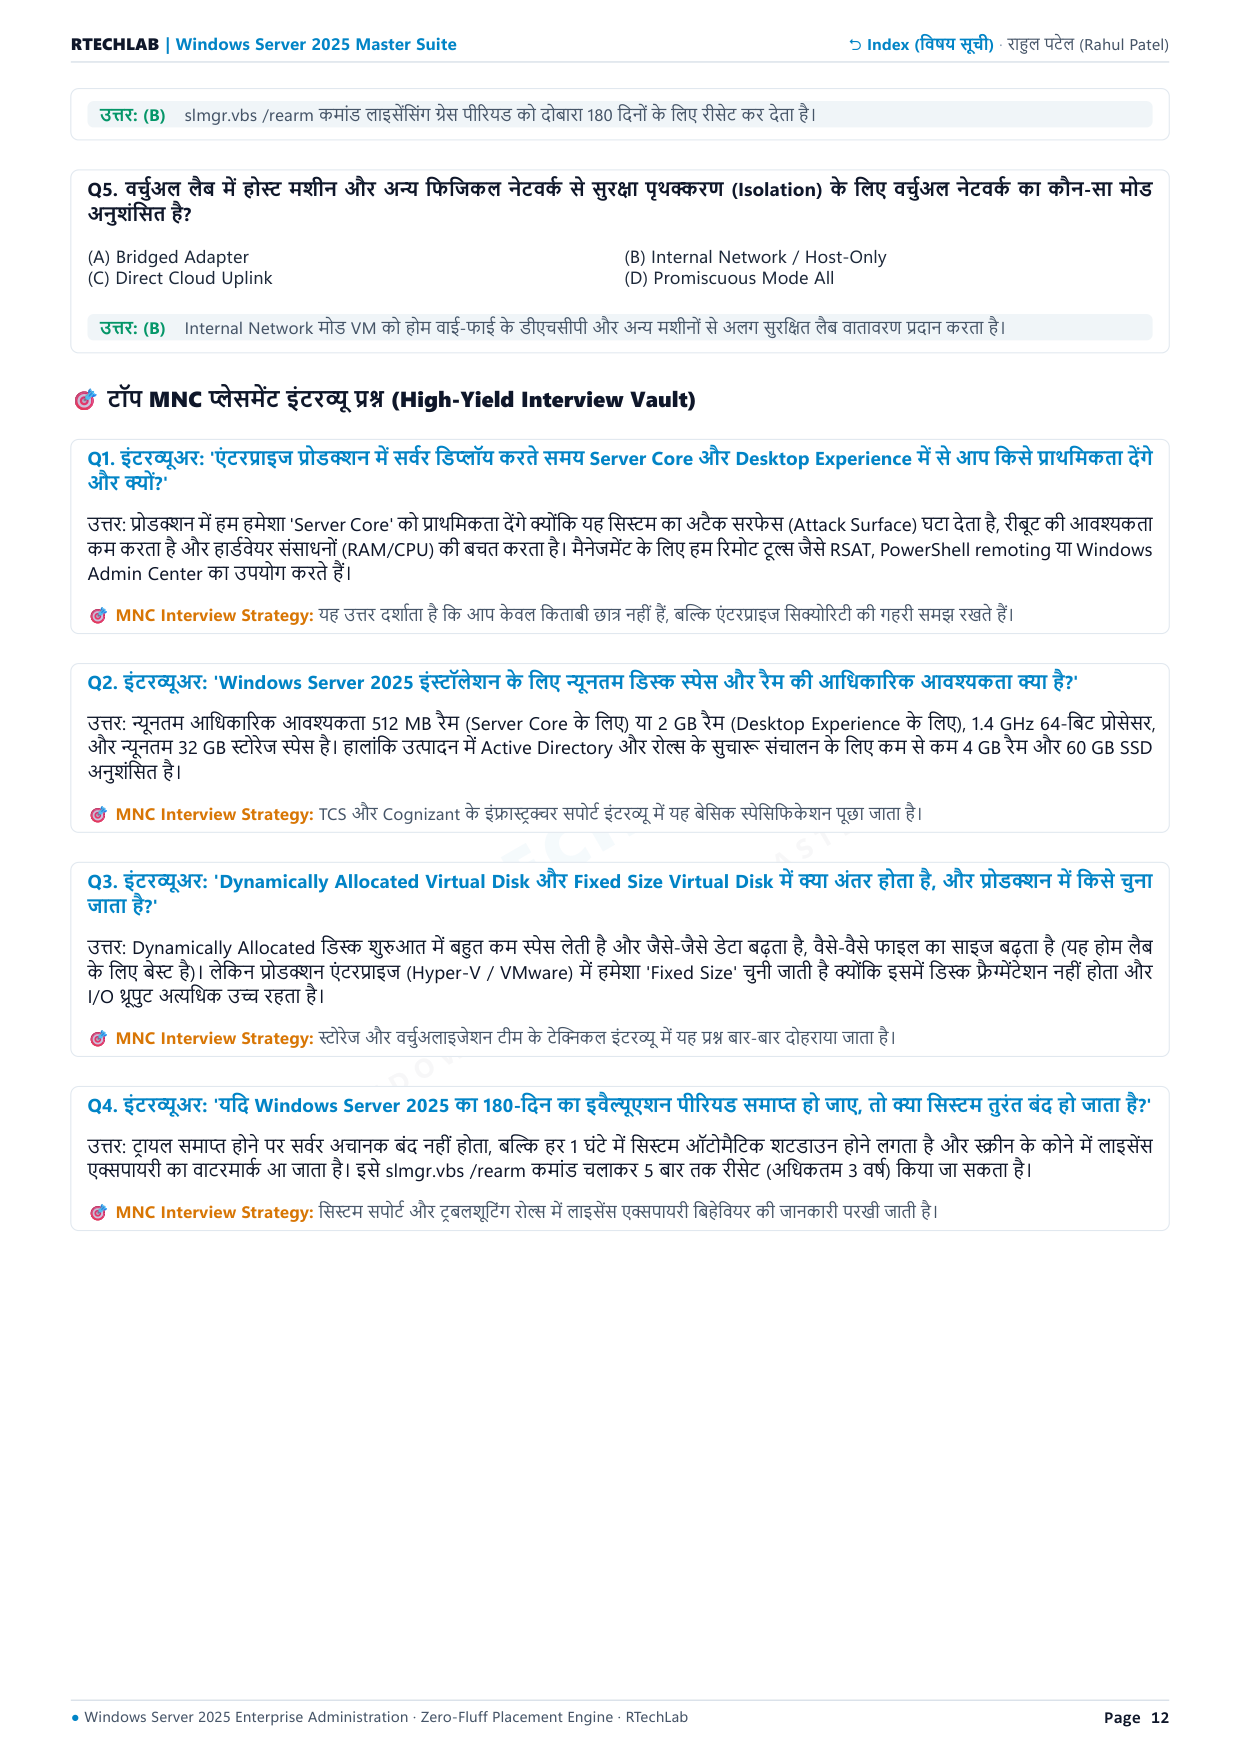 RTECHLAB | Windows Server 2025 Master Suite
⮌ Index (विषय सूची) · राहुल पटेल (Rahul Patel)
उत्तर: (B) slmgr.vbs /rearm कमांड लाइसेंसिंग ग्रेस पीरियड को दोबारा 180 दिनों के लिए रीसेट कर देता है।
Q5. वर्चुअल लैब में होस्ट मशीन और अन्य फिजिकल नेटवर्क से सुरक्षा पृथक्करण (Isolation) के लिए वर्चुअल नेटवर्क का कौन-सा मोड
अनुशंसित है?
(A) Bridged Adapter
(B) Internal Network / Host-Only
(C) Direct Cloud Uplink
(D) Promiscuous Mode All
उत्तर: (B) Internal Network मोड VM को होम वाई-फाई के डीएचसीपी और अन्य मशीनों से अलग सुरक्षित लैब वातावरण प्रदान करता है।
🎯 टॉप MNC प्लेसमेंट इंटरव्यू प्रश्न (High-Yield Interview Vault)
Q1. इंटरव्यूअर: 'एंटरप्राइज प्रोडक्शन में सर्वर डिप्लॉय करते समय Server Core और Desktop Experience में से आप किसे प्राथमिकता देंगे
और क्यों?'
उत्तर: प्रोडक्शन में हम हमेशा 'Server Core' को प्राथमिकता देंगे क्योंकि यह सिस्टम का अटैक सरफेस (Attack Surface) घटा देता है, रीबूट की आवश्यकता
कम करता है और हार्डवेयर संसाधनों (RAM/CPU) की बचत करता है। मैनेजमेंट के लिए हम रिमोट टूल्स जैसे RSAT, PowerShell remoting या Windows
Admin Center का उपयोग करते हैं।
🎯 MNC Interview Strategy: यह उत्तर दर्शाता है कि आप केवल किताबी छात्र नहीं हैं, बल्कि एंटरप्राइज सिक्योरिटी की गहरी समझ रखते हैं।
Q2. इंटरव्यूअर: 'Windows Server 2025 इंस्टॉलेशन के लिए न्यूनतम डिस्क स्पेस और रैम की आधिकारिक आवश्यकता क्या है?'
उत्तर: न्यूनतम आधिकारिक आवश्यकता 512 MB रैम (Server Core के लिए) या 2 GB रैम (Desktop Experience के लिए), 1.4 GHz 64-बिट प्रोसेसर,
और न्यूनतम 32 GB स्टोरेज स्पेस है। हालांकि उत्पादन में Active Directory और रोल्स के सुचारू संचालन के लिए कम से कम 4 GB रैम और 60 GB SSD
अनुशंसित है।
🎯 MNC Interview Strategy: TCS और Cognizant के इंफ्रास्ट्रक्चर सपोर्ट इंटरव्यू में यह बेसिक स्पेसिफिकेशन पूछा जाता है।
Q3. इंटरव्यूअर: 'Dynamically Allocated Virtual Disk और Fixed Size Virtual Disk में क्या अंतर होता है, और प्रोडक्शन में किसे चुना
जाता है?'
उत्तर: Dynamically Allocated डिस्क शुरुआत में बहुत कम स्पेस लेती है और जैसे-जैसे डेटा बढ़ता है, वैसे-वैसे फाइल का साइज बढ़ता है (यह होम लैब
के लिए बेस्ट है)। लेकिन प्रोडक्शन एंटरप्राइज (Hyper-V / VMware) में हमेशा 'Fixed Size' चुनी जाती है क्योंकि इसमें डिस्क फ्रैग्मेंटेशन नहीं होता और
I/O थ्रूपुट अत्यधिक उच्च रहता है।
🎯 MNC Interview Strategy: स्टोरेज और वर्चुअलाइजेशन टीम के टेक्निकल इंटरव्यू में यह प्रश्न बार-बार दोहराया जाता है।
Q4. इंटरव्यूअर: 'यदि Windows Server 2025 का 180-दिन का इवैल्यूएशन पीरियड समाप्त हो जाए, तो क्या सिस्टम तुरंत बंद हो जाता है?'
उत्तर: ट्रायल समाप्त होने पर सर्वर अचानक बंद नहीं होता, बल्कि हर 1 घंटे में सिस्टम ऑटोमैटिक शटडाउन होने लगता है और स्क्रीन के कोने में लाइसेंस
एक्सपायरी का वाटरमार्क आ जाता है। इसे slmgr.vbs /rearm कमांड चलाकर 5 बार तक रीसेट (अधिकतम 3 वर्ष) किया जा सकता है।
🎯 MNC Interview Strategy: सिस्टम सपोर्ट और ट्रबलशूटिंग रोल्स में लाइसेंस एक्सपायरी बिहेवियर की जानकारी परखी जाती है।
● Windows Server 2025 Enterprise Administration · Zero-Fluff Placement Engine · RTechLab
Page 12